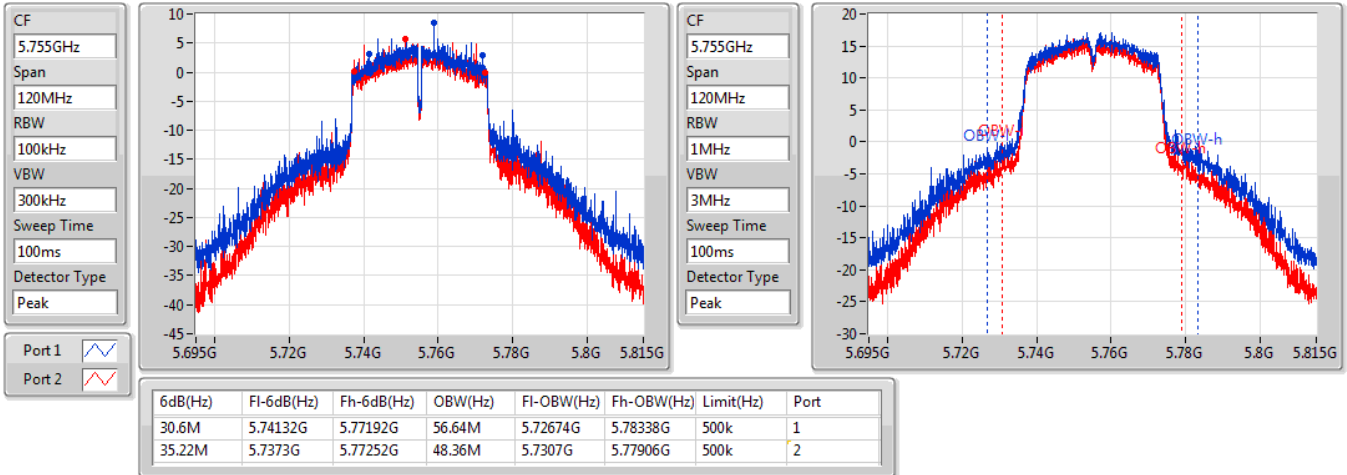 CF
5.755GHz
Span
120MHz
RBW
100kHz
VBW
300kHz
Sweep Time
100ms
Detector Type
Peak
Port 1
Port 2
10
5
0
-5
-10
-15
-20
-25
-30
-35
-40
-45
5.695G 5.72G 5.74G 5.76G 5.78G 5.8G 5.815G
CF
5.755GHz
Span
120MHz
RBW
1MHz
VBW
3MHz
Sweep Time
100ms
Detector Type
Peak
20
15
10
5
0
-5
-10
-15
-20
-25
-30
OBW-h
5.695G 5.72G 5.74G 5.76G 5.78G 5.8G 5.815G
6dB(Hz) Fl-6dB(Hz) Fh-6dB(Hz) OBW(Hz) Fl-OBW(Hz) Fh-OBW(Hz) Limit(Hz) Port
30.6M 5.74132G 5.77192G 56.64M 5.72674G 5.78338G 500k 1
35.22M 5.7373G 5.77252G 48.36M 5.7307G 5.77906G 500k 2